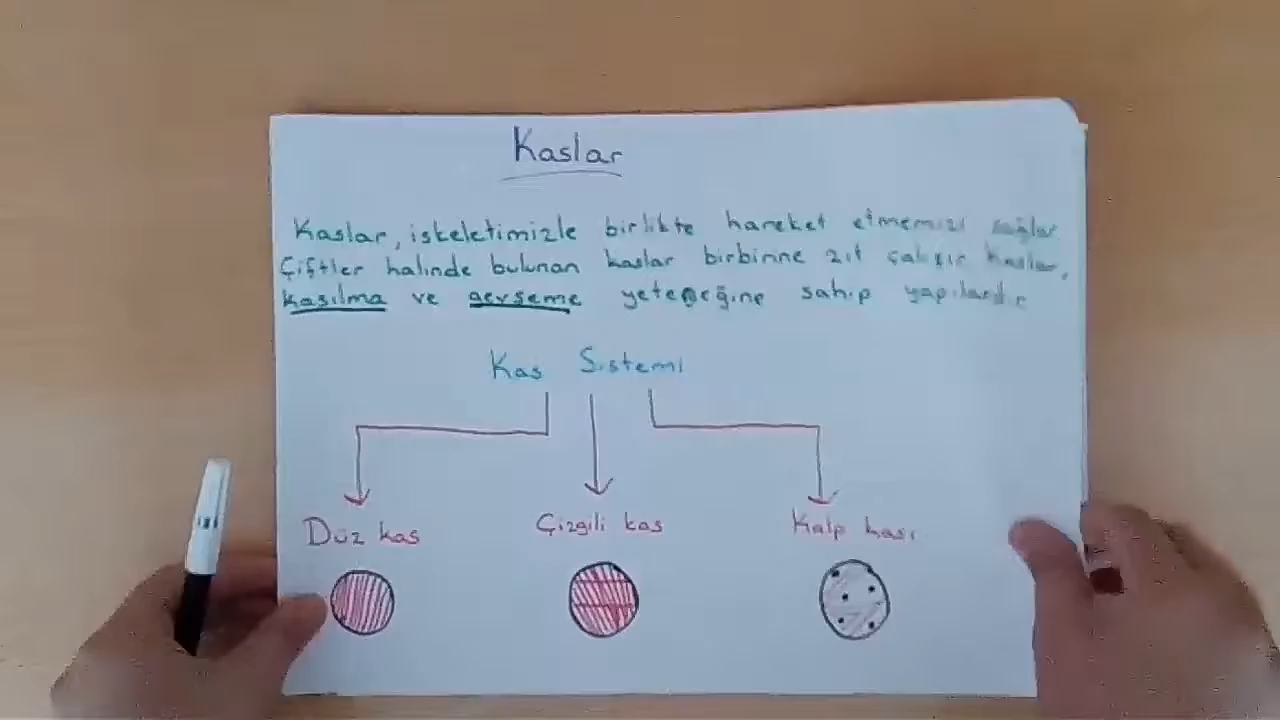 Kaslar
Kaslar, iskeletimizle birlikte hareket etmemizi sağlar
Çiftler halinde bulunan kaslar birbirine zıt çalışır kaslar,
kasılma ve gevşeme yeteneğine sahip yapılardır
Kas Sistemi
Düz kas Çizgili kas Kalp kası